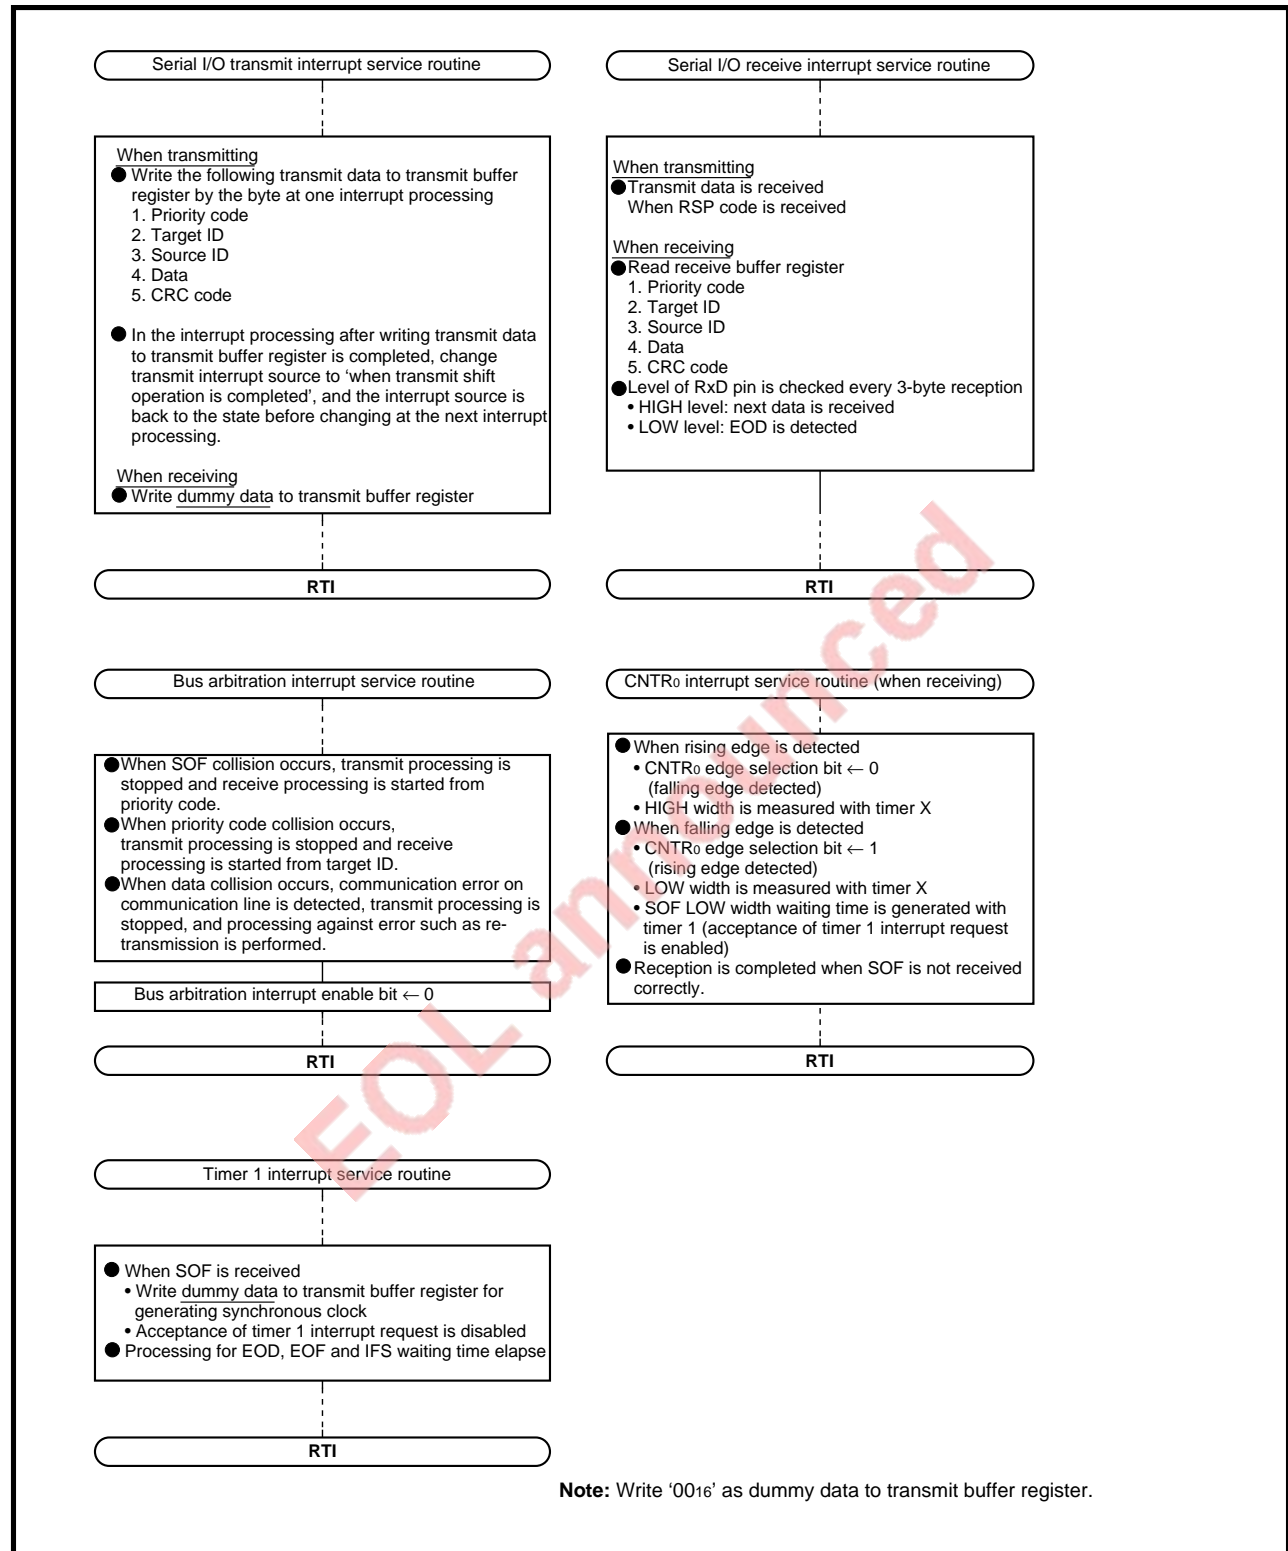 Serial I/O transmit interrupt service routine
When transmitting
● Write the following transmit data to transmit buffer
register by the byte at one interrupt processing
1. Priority code
2. Target ID
3. Source ID
4. Data
5. CRC code
● In the interrupt processing after writing transmit data
to transmit buffer register is completed, change
transmit interrupt source to ‘when transmit shift
operation is completed’, and the interrupt source is
back to the state before changing at the next interrupt
processing.
When receiving
● Write dummy data to transmit buffer register
RTI
Serial I/O receive interrupt service routine
When transmitting
● Transmit data is received
When RSP code is received
When receiving
● Read receive buffer register
1. Priority code
2. Target ID
3. Source ID
4. Data
5. CRC code
● Level of RxD pin is checked every 3-byte reception
• HIGH level: next data is received
• LOW level: EOD is detected
RTI
Bus arbitration interrupt service routine
● When SOF collision occurs, transmit processing is
stopped and receive processing is started from
priority code.
● When priority code collision occurs,
transmit processing is stopped and receive
processing is started from target ID.
● When data collision occurs, communication error on
communication line is detected, transmit processing is
stopped, and processing against error such as re-
transmission is performed.
Bus arbitration interrupt enable bit ← 0
RTI
CNTR0 interrupt service routine (when receiving)
● When rising edge is detected
• CNTR0 edge selection bit ← 0
(falling edge detected)
• HIGH width is measured with timer X
● When falling edge is detected
• CNTR0 edge selection bit ← 1
(rising edge detected)
• LOW width is measured with timer X
• SOF LOW width waiting time is generated with
timer 1 (acceptance of timer 1 interrupt request
is enabled)
● Reception is completed when SOF is not received
correctly.
RTI
Timer 1 interrupt service routine
● When SOF is received
• Write dummy data to transmit buffer register for
generating synchronous clock
• Acceptance of timer 1 interrupt request is disabled
● Processing for EOD, EOF and IFS waiting time elapse
RTI
Note: Write ‘0016’ as dummy data to transmit buffer register.
EOL announced